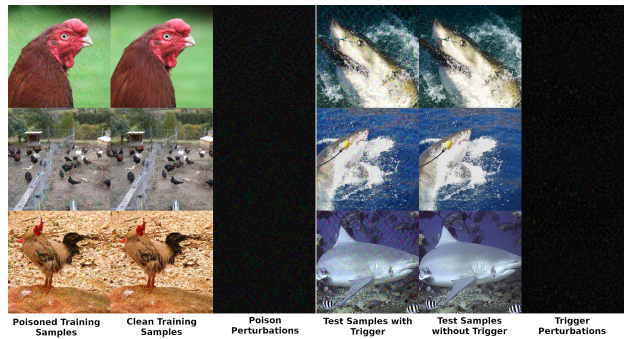 Poisoned Training
Samples
Clean Training
Samples
Poison
Perturbations
Test Samples with
Trigger
Test Samples
without Trigger
Trigger
Perturbations